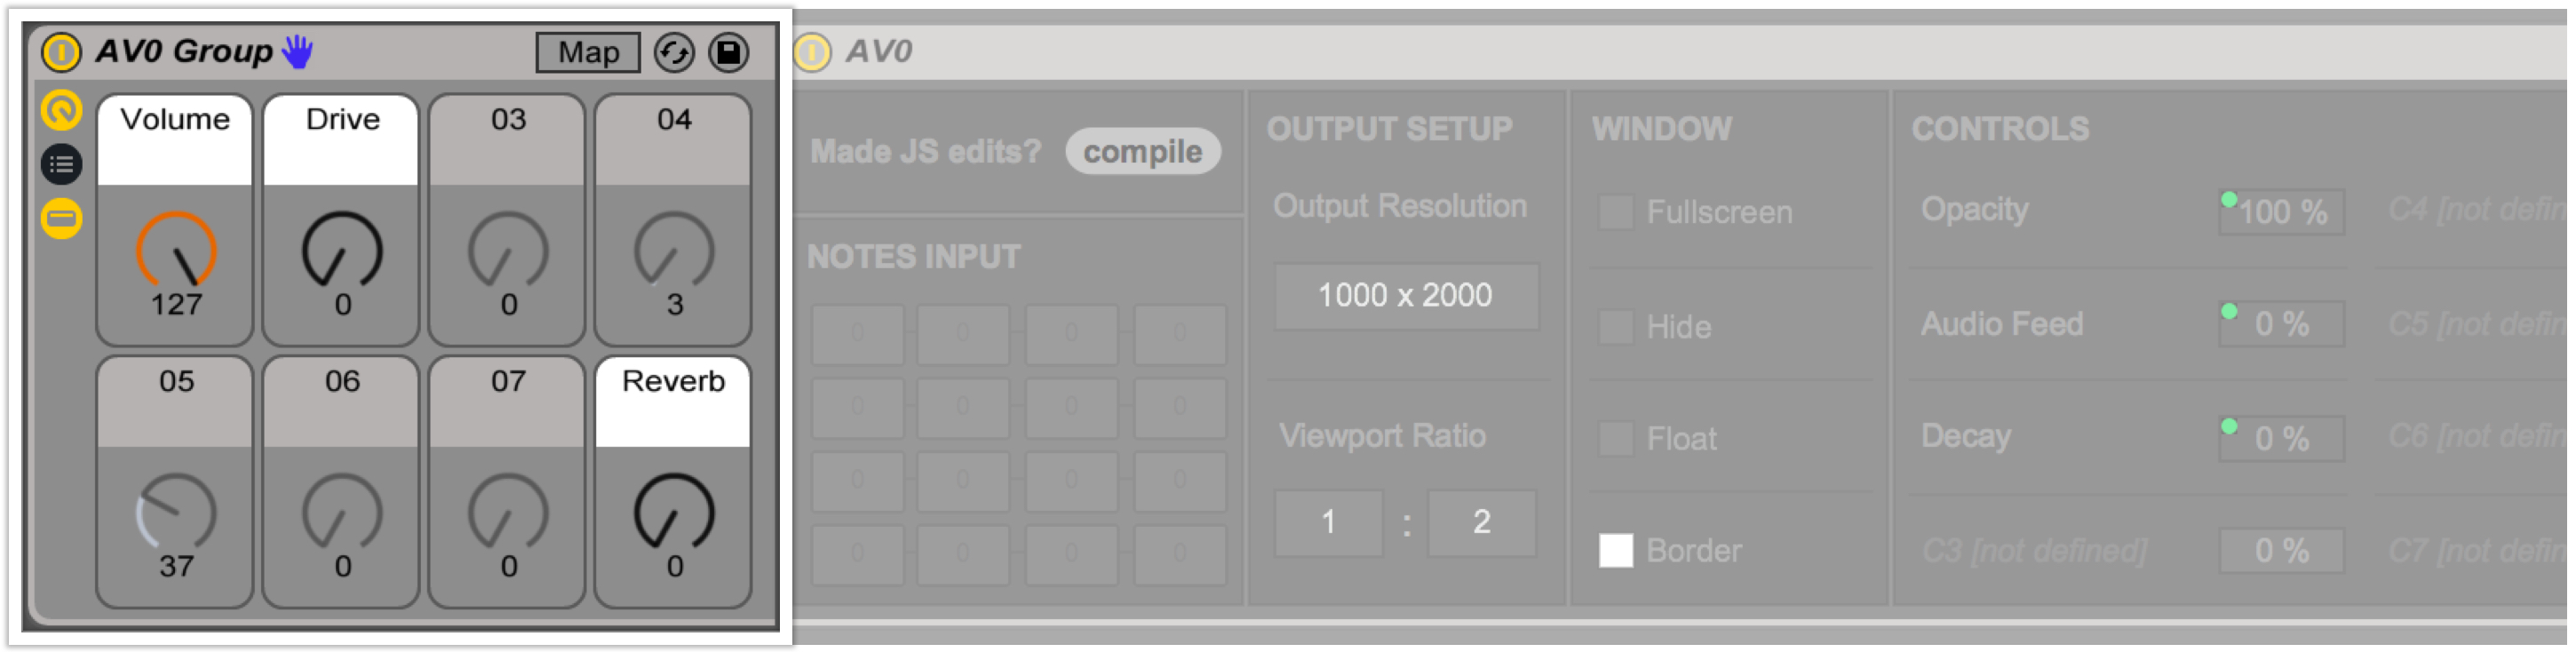 AV0 Group
Map
Volume
Drive
03
04
127
0
0
3
05
06
07
Reverb
37
0
0
0
AV0
Made JS edits? compile
NOTES INPUT
0 - 0 - 0 - 0
0 - 0 - 0 - 0
0 - 0 - 0 - 0
0 - 0 - 0 - 0
OUTPUT SETUP
Output Resolution
1000 x 2000
Viewport Ratio
1 : 2
WINDOW
Fullscreen
Hide
Float
Border
CONTROLS
Opacity 100 %
Audio Feed 0 %
Decay 0 %
C3 [not defined] 0 %
C4 [not defin
C5 [not defin
C6 [not defin
C7 [not defin